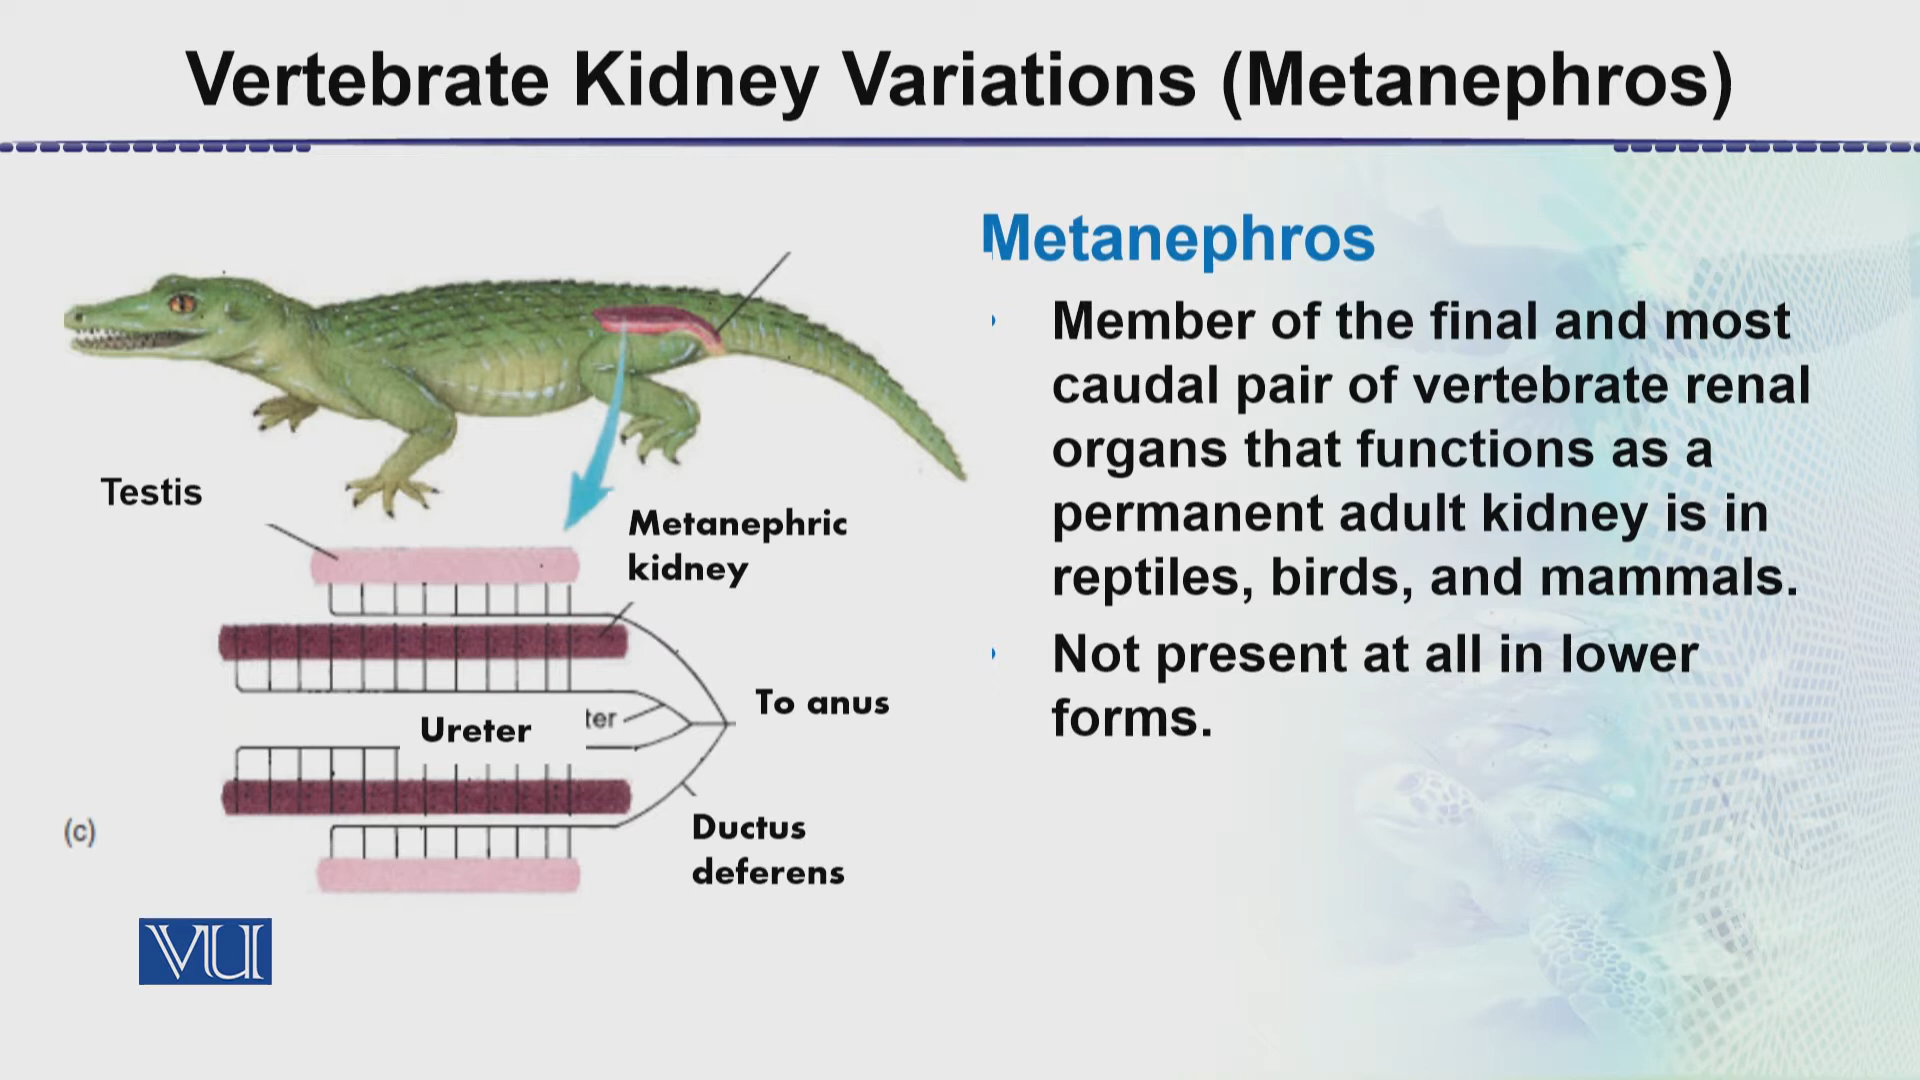 Vertebrate Kidney Variations (Metanephros)
Metanephros
Member of the final and most
caudal pair of vertebrate renal
organs that functions as a
permanent adult kidney is in
reptiles, birds, and mammals.
Not present at all in lower
forms.
Testis
Metanephric
kidney
To anus
Ureter
ter
Ductus
deferens
(c)
VU